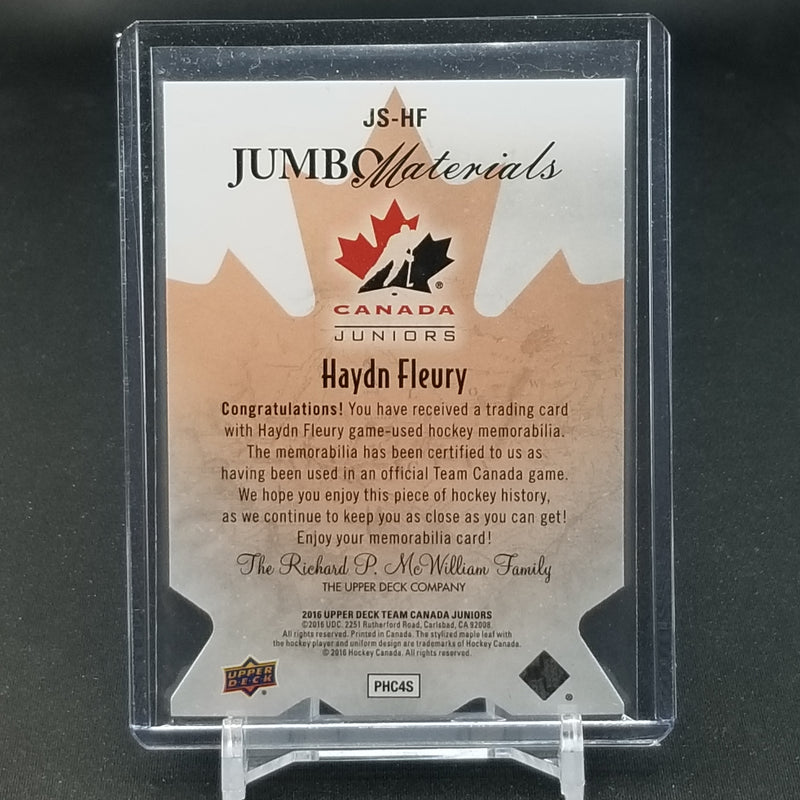 JS-HF
JUMBO Materials
®
CANADA
JUNIORS
Haydn Fleury
Congratulations! You have received a trading card
with Haydn Fleury game-used hockey memorabilia.
The memorabilia has been certified to us as
having been used in an official Team Canada game.
We hope you enjoy this piece of hockey history,
as we continue to keep you as close as you can get!
Enjoy your memorabilia card!
The Richard P. McWilliam Family
THE UPPER DECK COMPANY
2016 UPPER DECK TEAM CANADA JUNIORS
©2016 UDC. 2251 Rutherford Road, Carlsbad, CA 92008.
All rights reserved. Printed in Canada. The stylized maple leaf with
the hockey player and uniform design are trademarks of Hockey Canada.
© 2016 Hockey Canada. All rights reserved.
UPPER
DECK ®
PHC4S
®